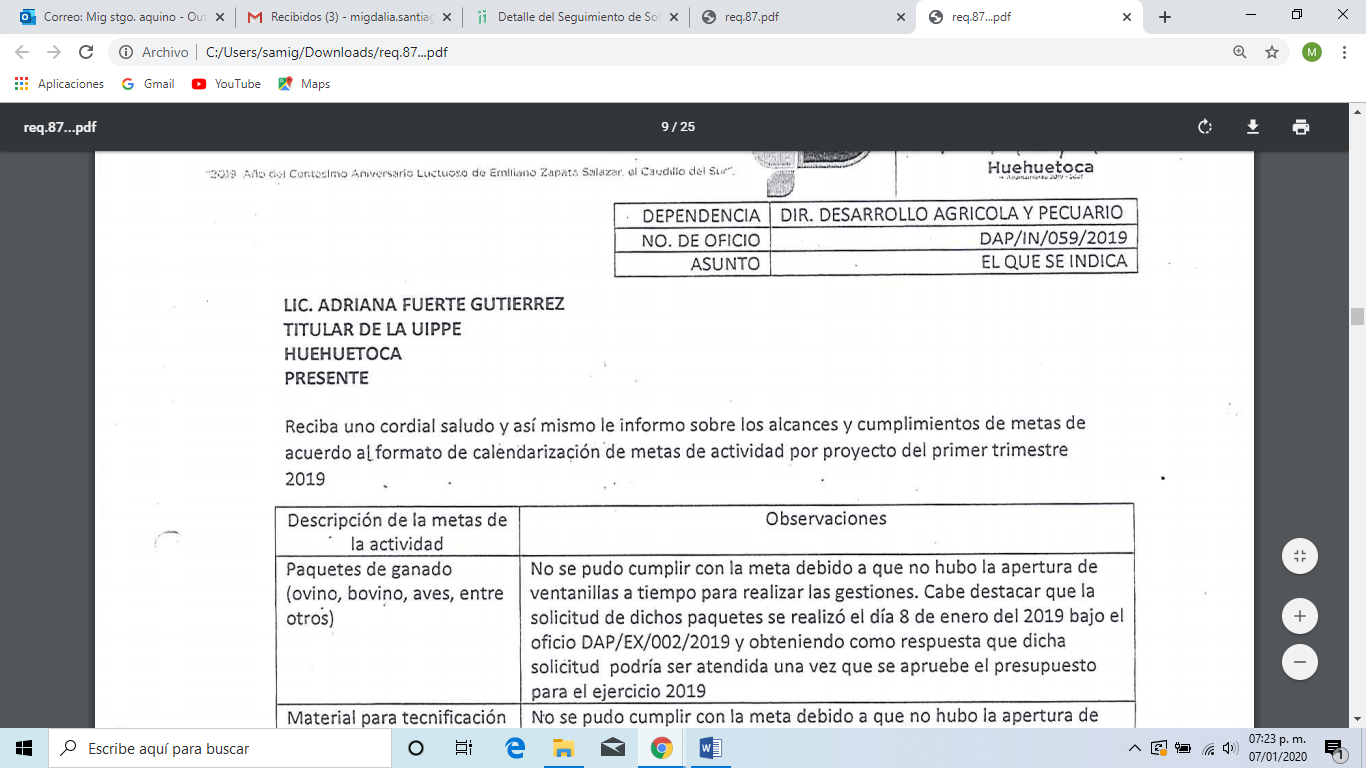 Correo: Mig stgo. aquino - Out
Recibidos (3) - migdalia.santiag
Detalle del Seguimiento de Sol
req.87.pdf
req.87...pdf
Archivo
C:/Users/samig/Downloads/req.87...pdf
M
Aplicaciones
Gmail
YouTube
Maps
req.87...pdf
9 / 25
"2019. Año del Centésimo Aniversario Luctuoso de Emiliano Zapata Salazar, el Caudillo del Sur".
Huehuetoca
DEPENDENCIA DIR. DESARROLLO AGRICOLA Y PECUARIO
NO. DE OFICIO DAP/IN/059/2019
ASUNTO EL QUE SE INDICA
LIC. ADRIANA FUERTE GUTIERREZ
TITULAR DE LA UIPPE
HUEHUETOCA
PRESENTE
Reciba uno cordial saludo y así mismo le informo sobre los alcances y cumplimientos de metas de
acuerdo al formato de calendarización de metas de actividad por proyecto del primer trimestre
2019
Descripción de la metas de
la actividad
Observaciones
Paquetes de ganado
(ovino, bovino, aves, entre
otros)
No se pudo cumplir con la meta debido a que no hubo la apertura de
ventanillas a tiempo para realizar las gestiones. Cabe destacar que la
solicitud de dichos paquetes se realizó el día 8 de enero del 2019 bajo el
oficio DAP/EX/002/2019 y obteniendo como respuesta que dicha
solicitud podría ser atendida una vez que se apruebe el presupuesto
para el ejercicio 2019
Material para tecnificación
No se pudo cumplir con la meta debido a que no hubo la apertura de
Escribe aquí para buscar
07:23 p. m.
07/01/2020
1